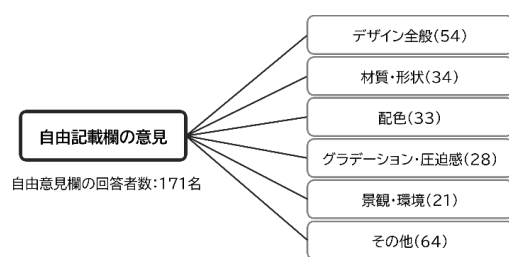 自由記載欄の意見
自由意見欄の回答者数:171名
デザイン全般(54)
材質・形状(34)
配色(33)
グラデーション・圧迫感(28)
景観・環境(21)
その他(64)